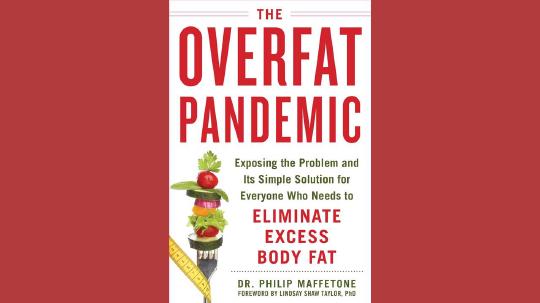 THE
OVERFAT
PANDEMIC
Exposing the Problem and
Its Simple Solution for
Everyone Who Needs to
ELIMINATE
EXCESS
BODY FAT
DR. PHILIP MAFFETONE
FOREWORD BY LINDSAY SHAW TAYLOR, PhD